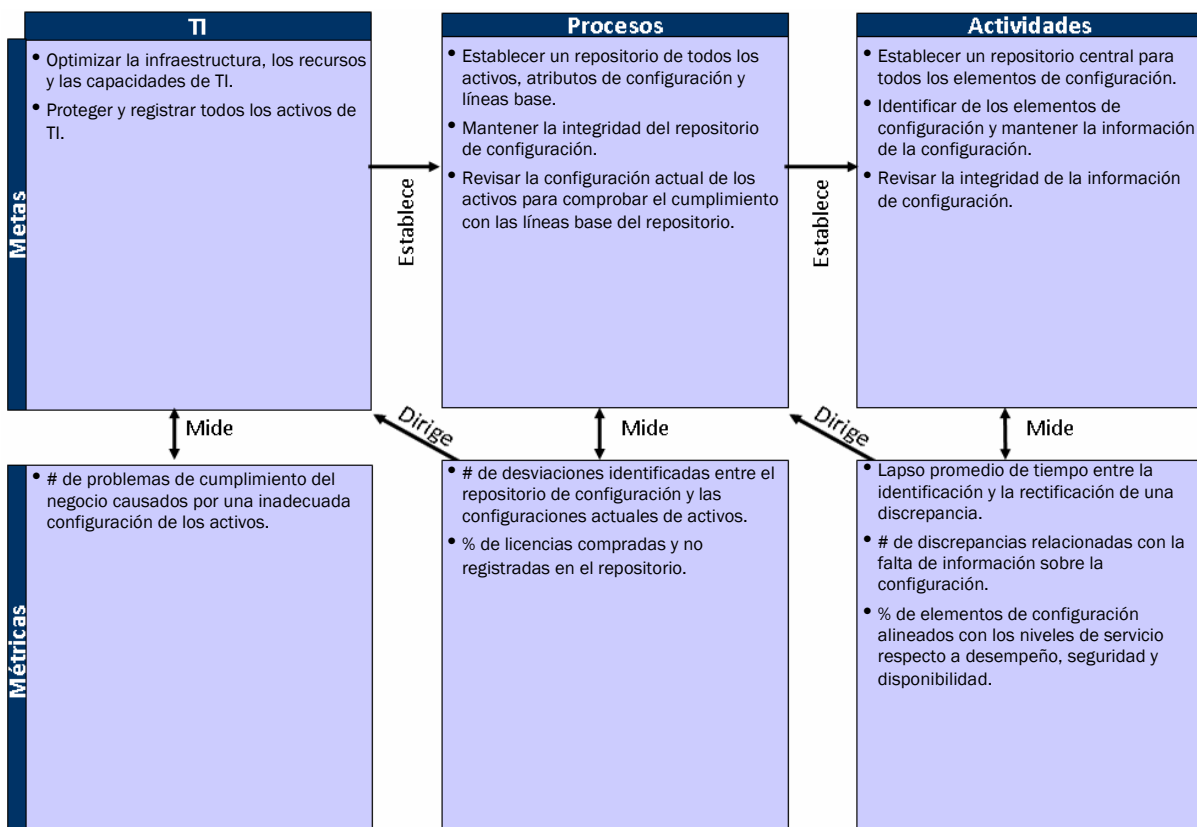 TI
Procesos
Actividades
Metas
• Optimizar la infraestructura, los recursos
y las capacidades de TI.
• Proteger y registrar todos los activos de
TI.
Establece
• Establecer un repositorio de todos los
activos, atributos de configuración y
líneas base.
• Mantener la integridad del repositorio
de configuración.
• Revisar la configuración actual de los
activos para comprobar el cumplimiento
con las líneas base del repositorio.
Establece
• Establecer un repositorio central para
todos los elementos de configuración.
• Identificar de los elementos de
configuración y mantener la información
de la configuración.
• Revisar la integridad de la información
de configuración.
Mide
Dirige
Mide
Dirige
Mide
Métricas
• # de problemas de cumplimiento del
negocio causados por una inadecuada
configuración de los activos.
• # de desviaciones identificadas entre el
repositorio de configuración y las
configuraciones actuales de activos.
• % de licencias compradas y no
registradas en el repositorio.
• Lapso promedio de tiempo entre la
identificación y la rectificación de una
discrepancia.
• # de discrepancias relacionadas con la
falta de información sobre la
configuración.
• % de elementos de configuración
alineados con los niveles de servicio
respecto a desempeño, seguridad y
disponibilidad.